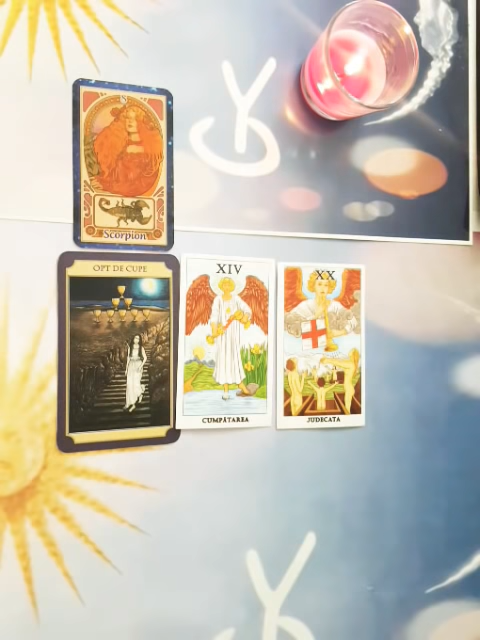 Scorpion
OPT DE CUPE
XIV
CUMPĂTAREA
XX
JUDECATA